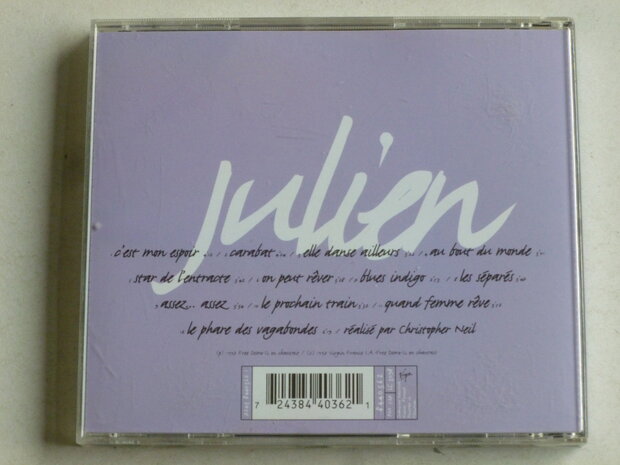 julien
c'est mon espoir / carabat / elle danse ailleurs / au bout du monde
star de l'entracte / on peut rêver / blues indigo / les séparés
assez... assez / le prochain train / quand femme rêve
le phare des vagabondes / réalisé par Christopher Neil
Virgin
7 24384 40362 1